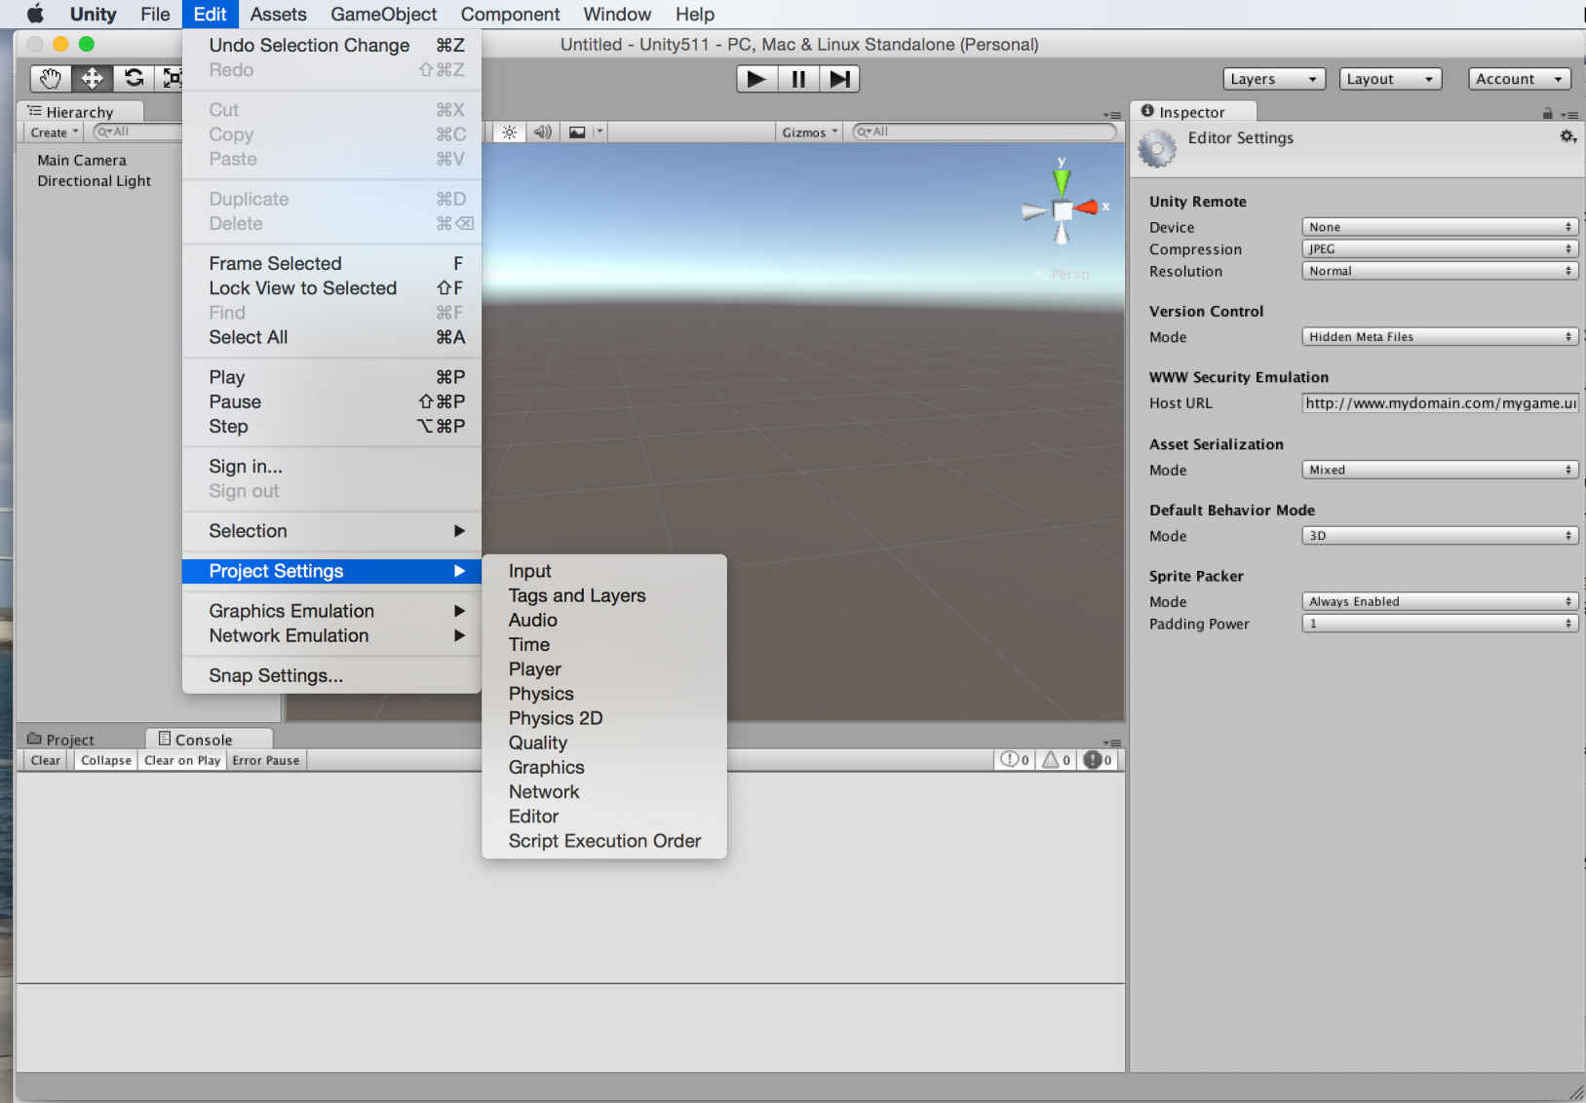 Unity File Edit Assets GameObject Component Window Help
Untitled - Unity511 - PC, Mac & Linux Standalone (Personal)
Layers Layout Account
Undo Selection Change ⌘Z
Redo ⇧⌘Z
Cut ⌘X
Copy ⌘C
Paste ⌘V
Duplicate ⌘D
Delete ⌘⌫
Frame Selected F
Lock View to Selected ⇧F
Find ⌘F
Select All ⌘A
Play ⌘P
Pause ⇧⌘P
Step ⌥⌘P
Sign in...
Sign out
Selection
Project Settings
Graphics Emulation
Network Emulation
Snap Settings...
Input
Tags and Layers
Audio
Time
Player
Physics
Physics 2D
Quality
Graphics
Network
Editor
Script Execution Order
Hierarchy
Create All
Main Camera
Directional Light
Gizmos All
y
x
Persp
Inspector
Editor Settings
Unity Remote
Device None
Compression JPEG
Resolution Normal
Version Control
Mode Hidden Meta Files
WWW Security Emulation
Host URL http://www.mydomain.com/mygame.u
Asset Serialization
Mode Mixed
Default Behavior Mode
Mode 3D
Sprite Packer
Mode Always Enabled
Padding Power 1
Project Console
Clear Collapse Clear on Play Error Pause 0 0 0